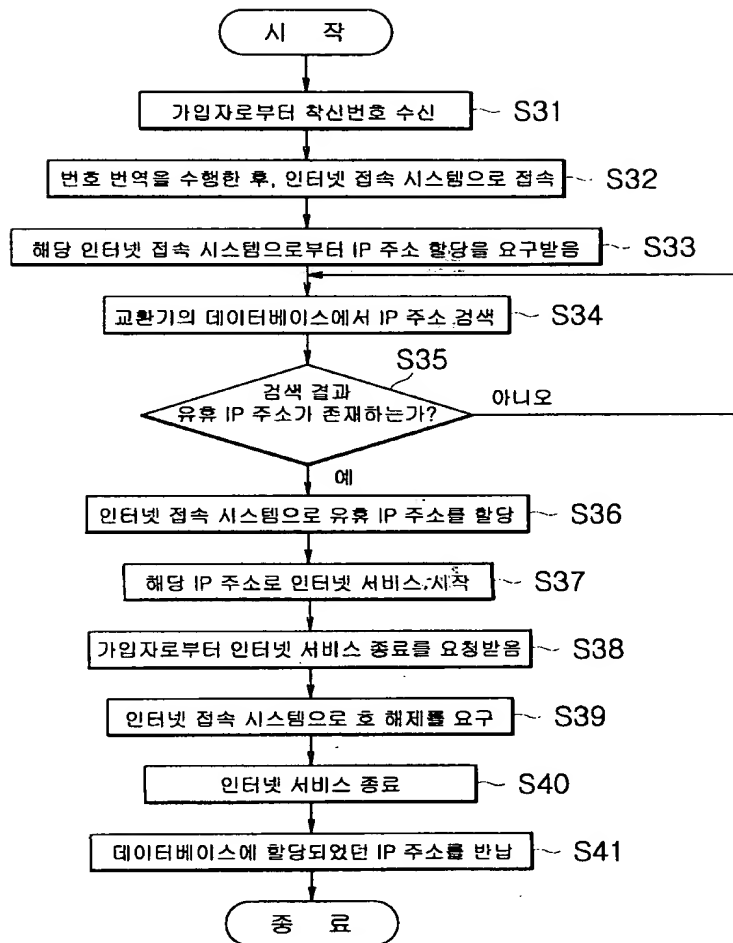 시 작
가입자로부터 착신번호 수신
S31
번호 번역을 수행한 후, 인터넷 접속 시스템으로 접속
S32
해당 인터넷 접속 시스템으로부터 IP 주소 할당을 요구받음
S33
교환기의 데이터베이스에서 IP 주소 검색
S34
S35
검색 결과
유휴 IP 주소가 존재하는가?
아니오
예
인터넷 접속 시스템으로 유휴 IP 주소를 할당
S36
해당 IP 주소로 인터넷 서비스 시작
S37
가입자로부터 인터넷 서비스 종료를 요청받음
S38
인터넷 접속 시스템으로 호 해제를 요구
S39
인터넷 서비스 종료
S40
데이터베이스에 할당되었던 IP 주소를 반납
S41
종 료